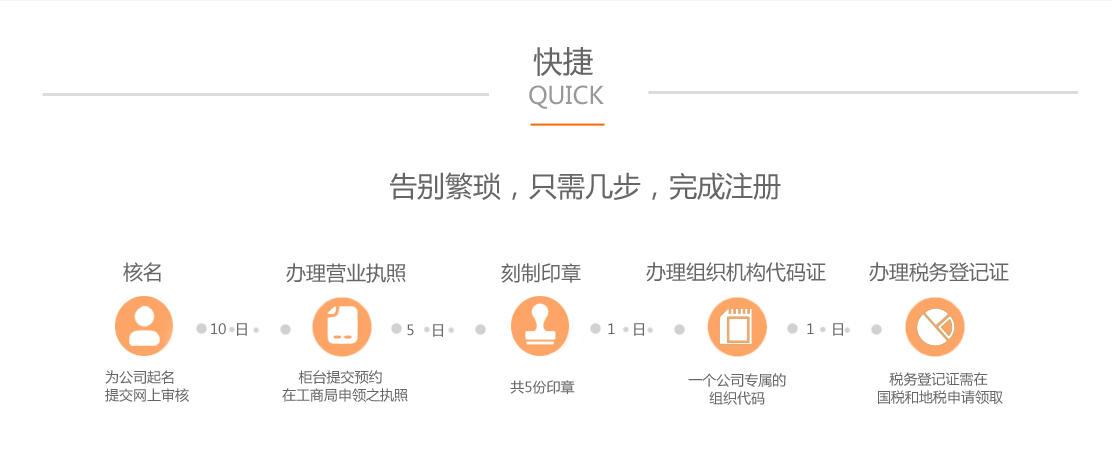 快捷
QUICK
告别繁琐，只需几步，完成注册
核名
办理营业执照
刻制印章
办理组织机构代码证
办理税务登记证
10 日
5 日
1 日
1 日
为公司起名
提交网上审核
柜台提交预约
在工商局申领之执照
共5份印章
一个公司专属的
组织代码
税务登记证需在
国税和地税申请领取